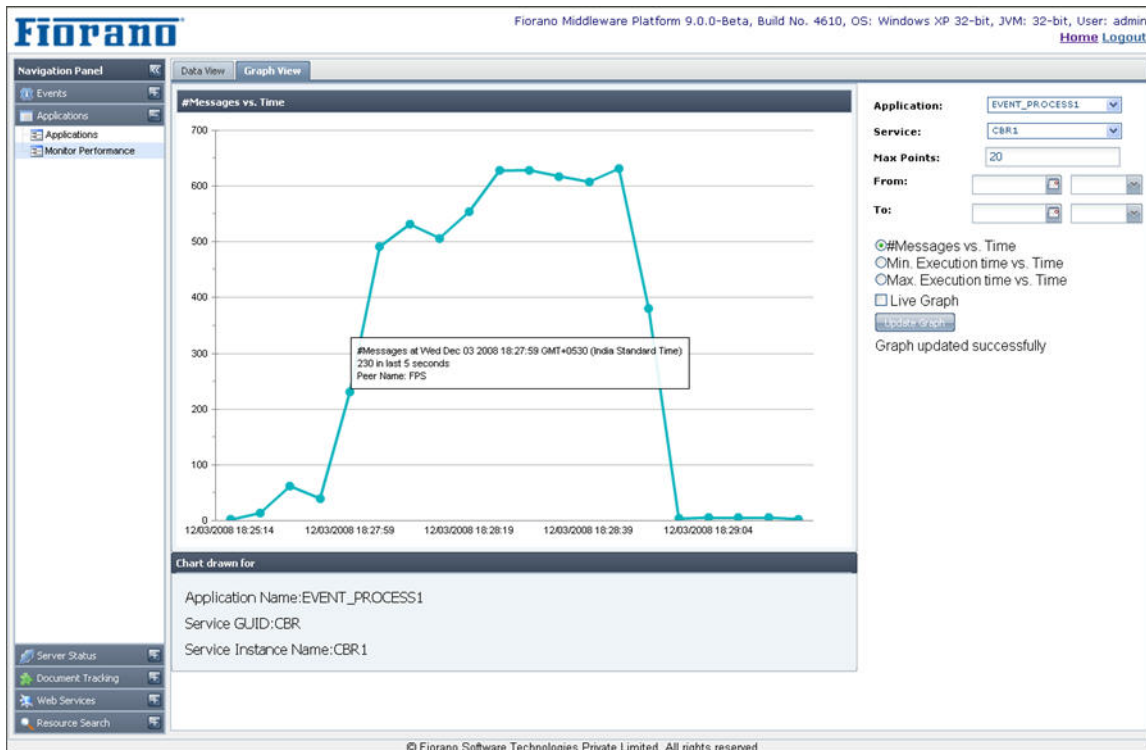 Fiorano
Fiorano Middleware Platform 9.0.0-Beta, Build No. 4610, OS: Windows XP 32-bit, JVM: 32-bit, User: admin
Home Logout
Navigation Panel
Events
Applications
Applications
Monitor Performance
Data View Graph View
#Messages vs. Time
700
600
500
400
300
200
100
0
#Messages at Wed Dec 03 2008 18:27:59 GMT+0530 (India Standard Time)
230 in last 5 seconds
Peer Name: FPS
12/03/2008 18:25:14 12/03/2008 18:27:59 12/03/2008 18:28:19 12/03/2008 18:28:39 12/03/2008 18:29:04
Chart drawn for
Application Name:EVENT_PROCESS1
Service GUID:CBR
Service Instance Name:CBR1
Application: EVENT_PROCESS1
Service: CBR1
Max Points: 20
From:
To:
#Messages vs. Time
Min. Execution time vs. Time
Max. Execution time vs. Time
Live Graph
Update Graph
Graph updated successfully
Server Status
Document Tracking
Web Services
Resource Search
© Fiorano Software Technologies Private Limited. All rights reserved